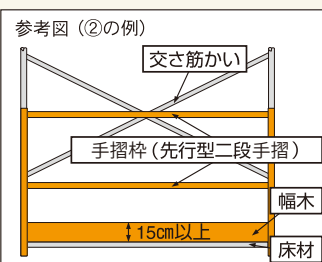 参考図（②の例）
交さ筋かい
手摺枠（先行型二段手摺）
幅木
15㎝以上
床材